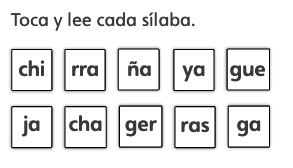 Toca y lee cada sílaba.
chi rra ña ya gue
ja cha ger ras ga